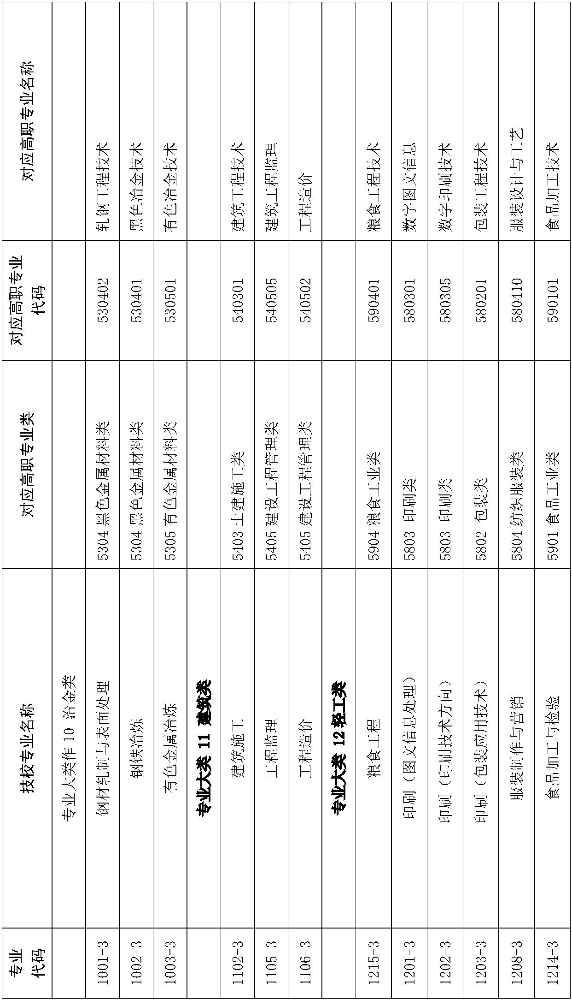 专业代码 技校专业名称 对应高职专业类 对应高职专业代码 对应高职专业名称
专业大类作 10 冶金类
1001-3 钢材轧制与表面处理 5304 黑色金属材料类 530402 轧钢工程技术
1002-3 钢铁冶炼 5304 黑色金属材料类 530401 黑色冶金技术
1003-3 有色金属冶炼 5305 有色金属材料类 530501 有色冶金技术
专业大类 11 建筑类
1102-3 建筑施工 5403 土建施工类 540301 建筑工程技术
1105-3 工程监理 5405 建设工程管理类 540505 建筑工程监理
1106-3 工程造价 5405 建设工程管理类 540502 工程造价
专业大类 12 轻工类
1215-3 粮食工程 5904 粮食工业类 590401 粮食工程技术
1201-3 印刷（图文信息处理） 5803 印刷类 580301 数字图文信息
1202-3 印刷（印刷技术方向） 5803 印刷类 580305 数字印刷技术
1203-3 印刷（包装应用技术） 5802 包装类 580201 包装工程技术
1208-3 服装制作与营销 5804 纺织服装类 580410 服装设计与工艺
1214-3 食品加工与检验 5901 食品工业类 590101 食品加工技术